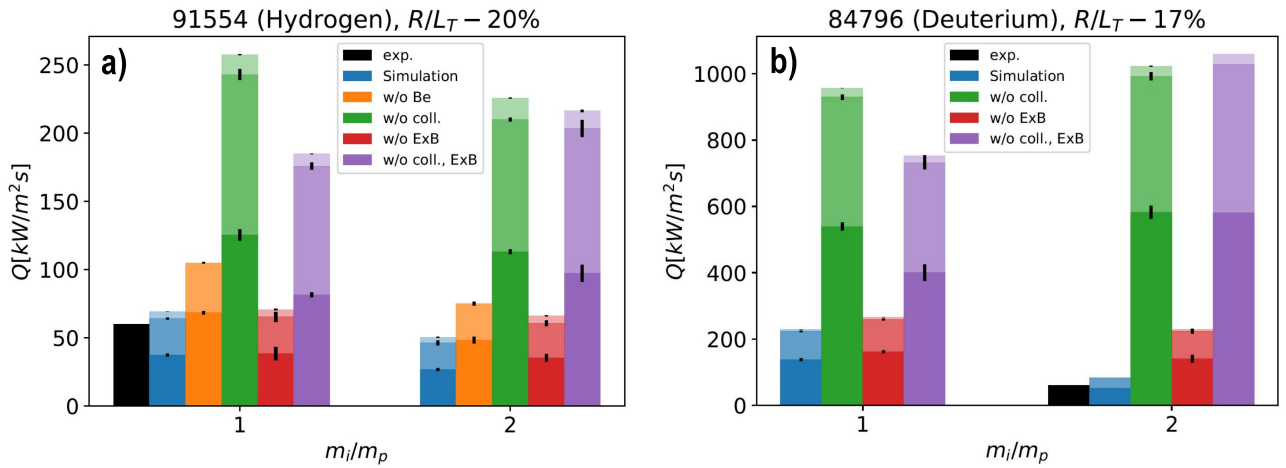 91554 (Hydrogen), R/L_T − 20%
a)
exp.
Simulation
w/o Be
w/o coll.
w/o ExB
w/o coll., ExB
Q[kW/m²s]
250
200
150
100
50
0
1
2
m_i/m_p
84796 (Deuterium), R/L_T − 17%
b)
exp.
Simulation
w/o coll.
w/o ExB
w/o coll., ExB
Q[kW/m²s]
1000
800
600
400
200
0
1
2
m_i/m_p